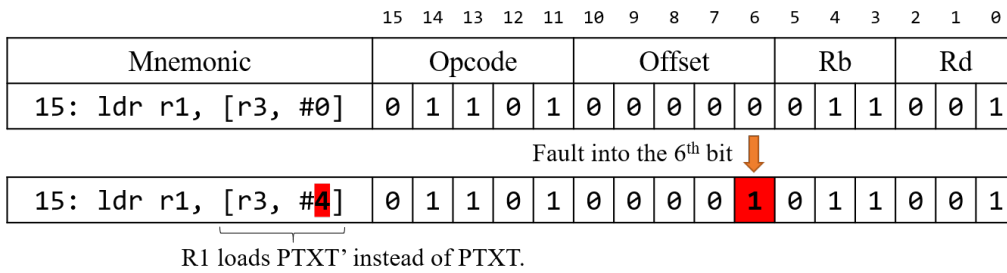 15 14 13 12 11 10 9 8 7 6 5 4 3 2 1 0
Mnemonic Opcode Offset Rb Rd
15: ldr r1, [r3, #0] 0 1 1 0 1 0 0 0 0 0 0 1 1 0 0 1
Fault into the 6th bit
15: ldr r1, [r3, #4] 0 1 1 0 1 0 0 0 0 1 0 1 1 0 0 1
R1 loads PTXT’ instead of PTXT.